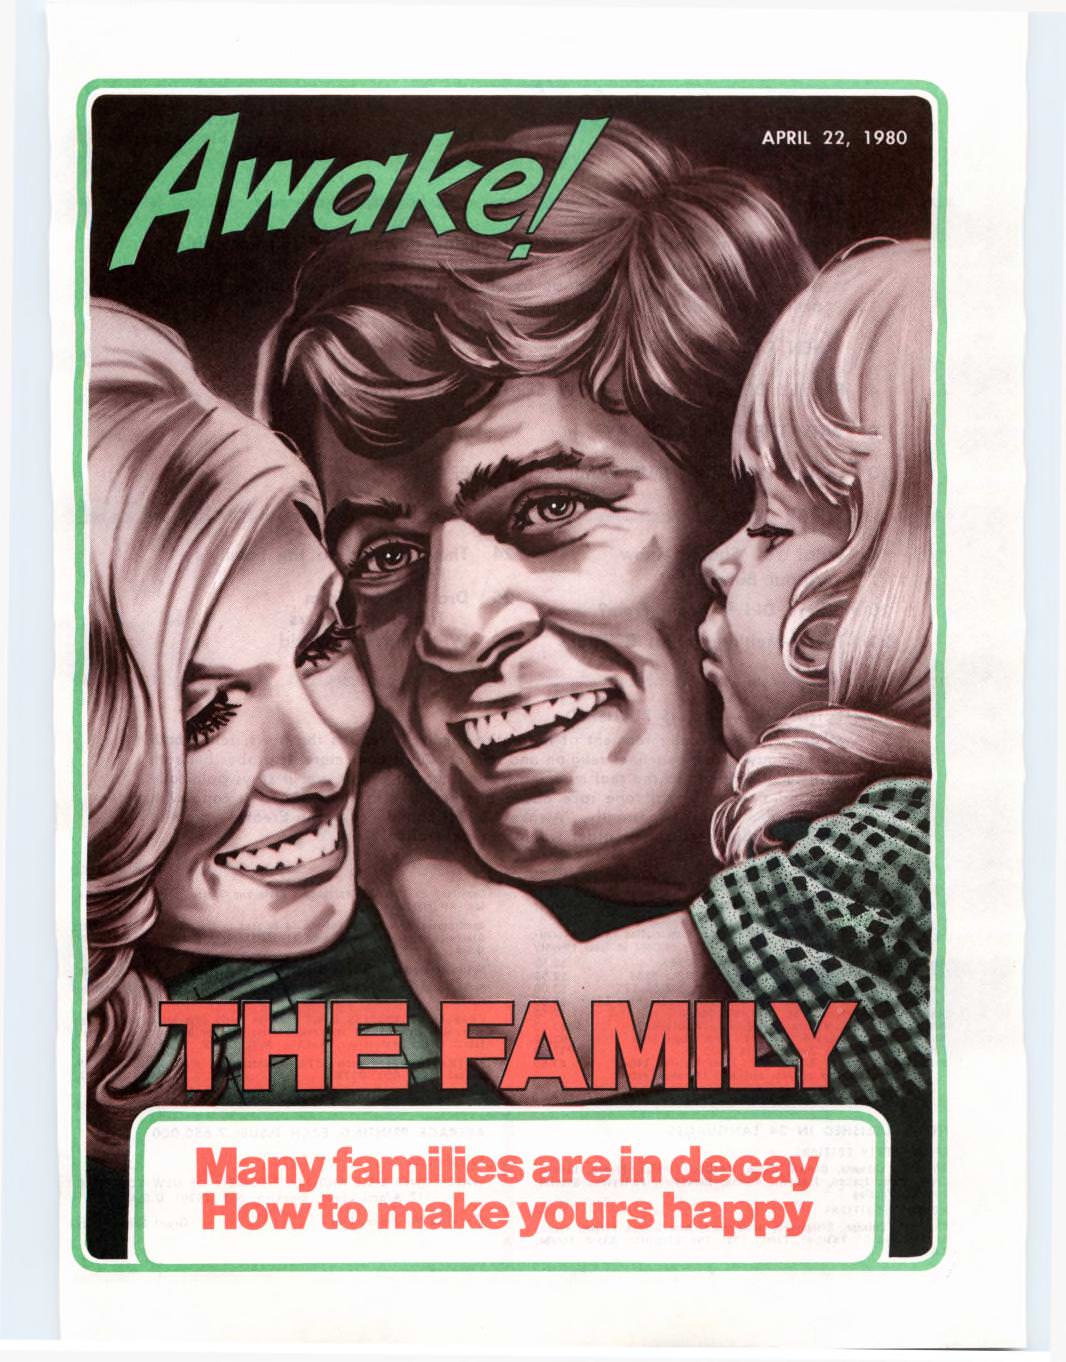 Awake!
APRIL 22, 1980
THE FAMILY
Many families are in decay
How to make yours happy